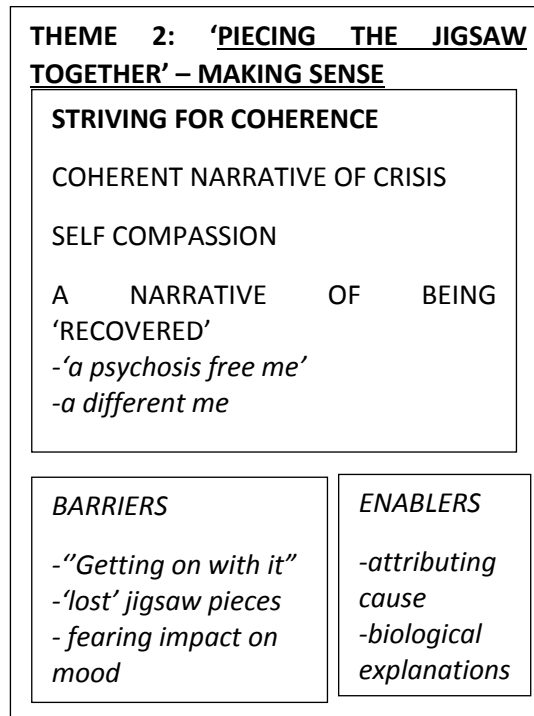 THEME 2: ‘PIECING THE JIGSAW
TOGETHER’ – MAKING SENSE
STRIVING FOR COHERENCE
COHERENT NARRATIVE OF CRISIS
SELF COMPASSION
A NARRATIVE OF BEING
‘RECOVERED’
-‘a psychosis free me’
-a different me
BARRIERS
-‘’Getting on with it”
-‘lost’ jigsaw pieces
- fearing impact on
mood
ENABLERS
-attributing
cause
-biological
explanations